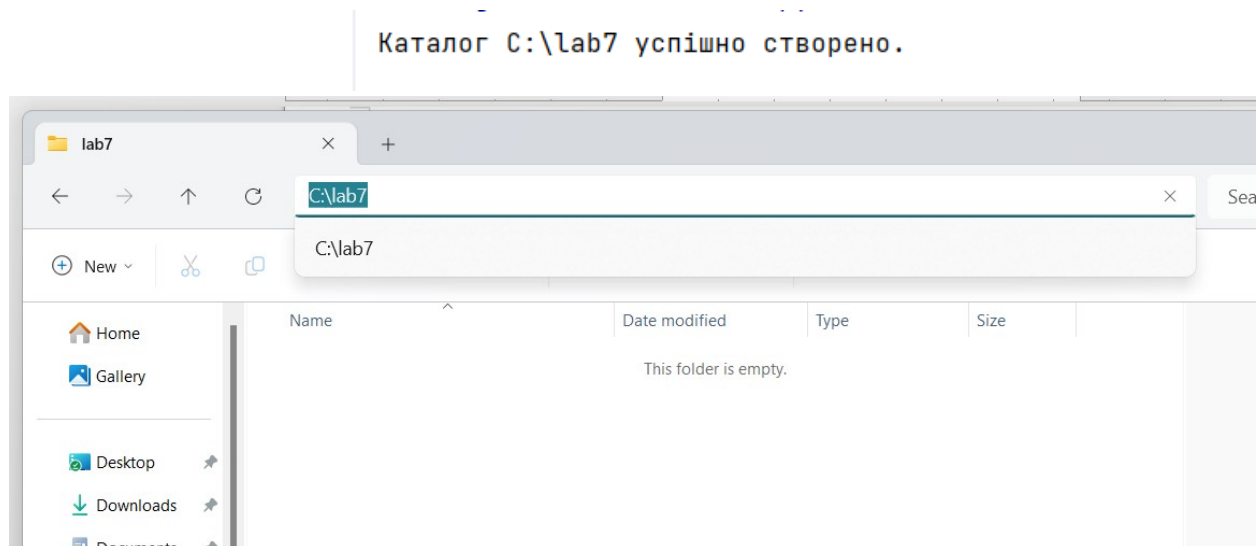 Каталог C:\lab7 успішно створено.
lab7
C:\lab7
Sea
C:\lab7
New
Home
Name
Date modified
Type
Size
Gallery
This folder is empty.
Desktop
Downloads